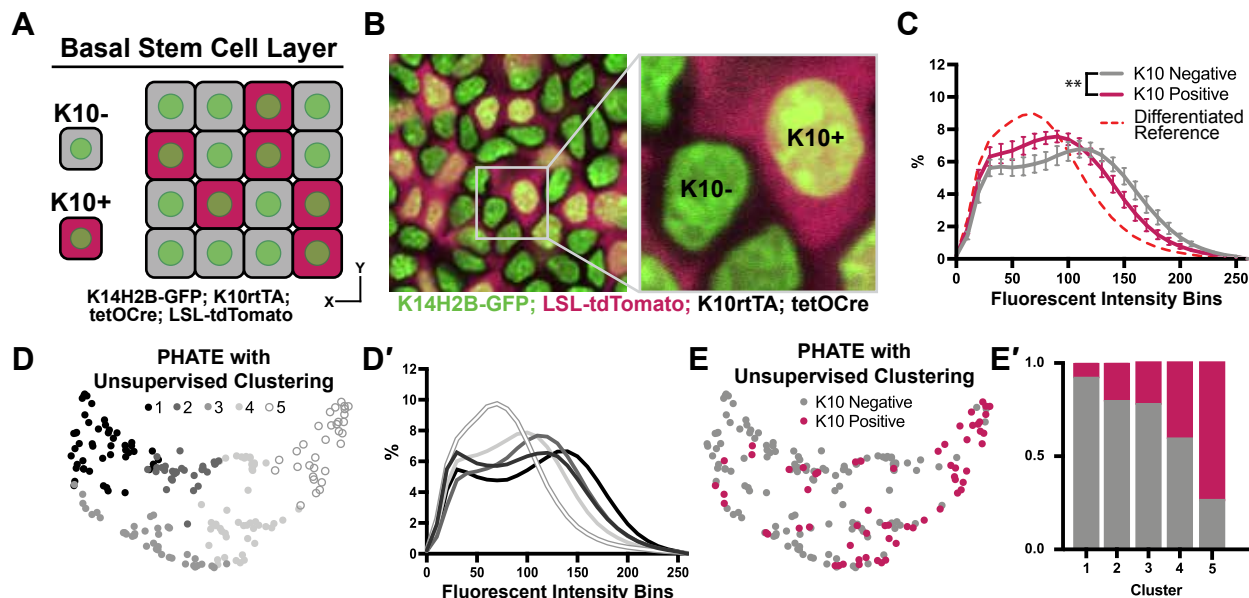 A
Basal Stem Cell Layer
K10-
K10+
Y
X
K14H2B-GFP; K10rtTA;
tetOCre; LSL-tdTomato
B
K10-
K10+
K14H2B-GFP; LSL-tdTomato; K10rtTA; tetOCre
C
12
10
8
6
4
2
0
%
**
K10 Negative
K10 Positive
Differentiated
Reference
0 50 100 150 200 250
Fluorescent Intensity Bins
D
PHATE with
Unsupervised Clustering
1 2 3 4 5
D′
12
10
8
6
4
2
0
%
0 50 100 150 200 250
Fluorescent Intensity Bins
E
PHATE with
Unsupervised Clustering
K10 Negative
K10 Positive
E′
1.0
0.5
0.0
1 2 3 4 5
Cluster